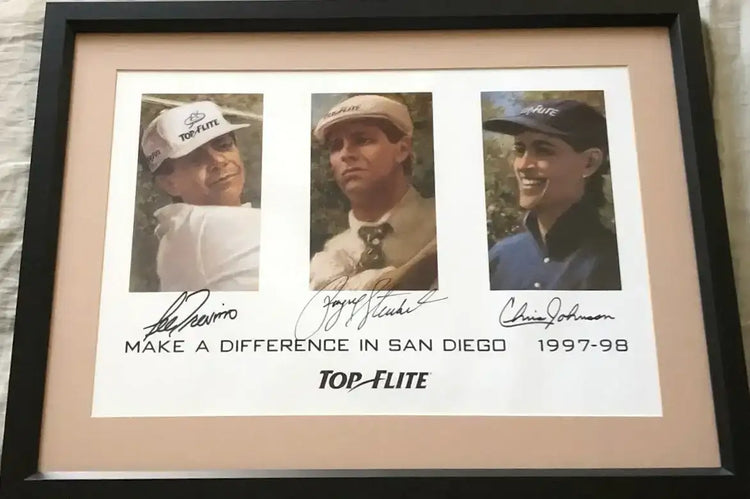 TOP-FLITE
TOP-FLITE
TOP-FLITE
Lee Trevino
Payne Stewart
Chris Johnson
MAKE A DIFFERENCE IN SAN DIEGO 1997-98
TOP-FLITE